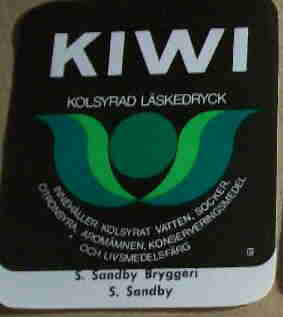 KIWI
KOLSYRAD LÄSKEDRYCK
INNEHÅLLER KOLSYRAT VATTEN, SOCKER,
CITRONSYRA, AROMÄMNEN, KONSERVERINGSMEDEL
OCH LIVSMEDELSFÄRG
S. Sandby Bryggeri
S. Sandby